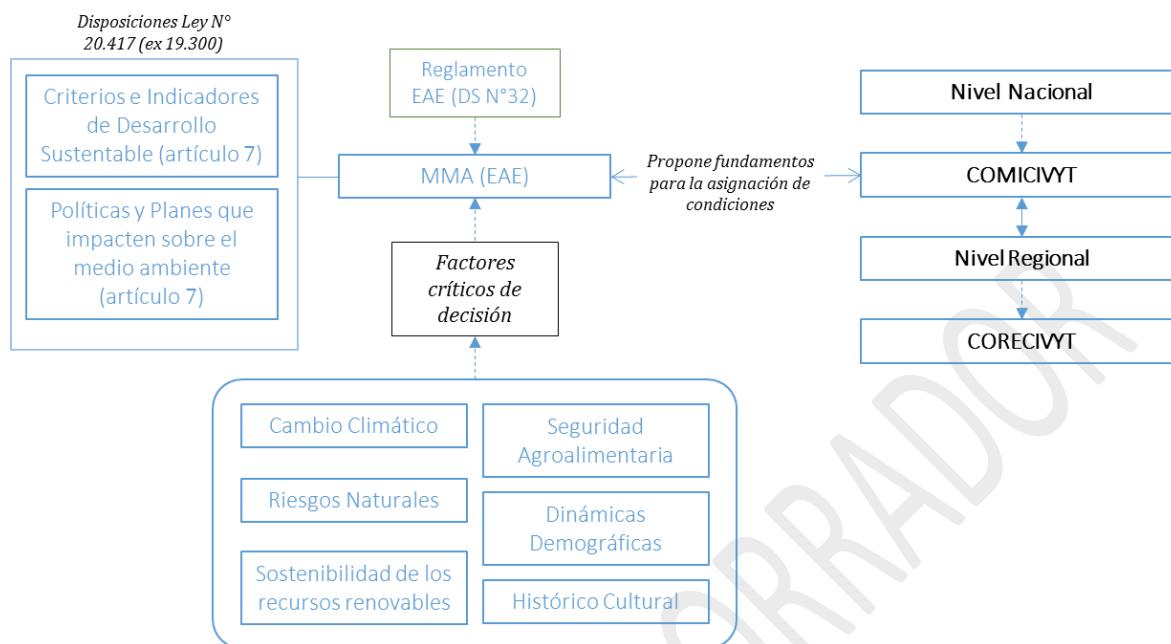 Disposiciones Ley N°
20.417 (ex 19.300)
Criterios e Indicadores
de Desarrollo
Sustentable (artículo 7)
Políticas y Planes que
impacten sobre el
medio ambiente
(artículo 7)
Reglamento
EAE (DS N°32)
MMA (EAE)
Factores
críticos de
decisión
Propone fundamentos
para la asignación de
condiciones
Nivel Nacional
COMICIVYT
Nivel Regional
CORECIVYT
Cambio Climático
Riesgos Naturales
Sostenibilidad de los
recursos renovables
Seguridad
Agroalimentaria
Dinámicas
Demográficas
Histórico Cultural
ORRADOR